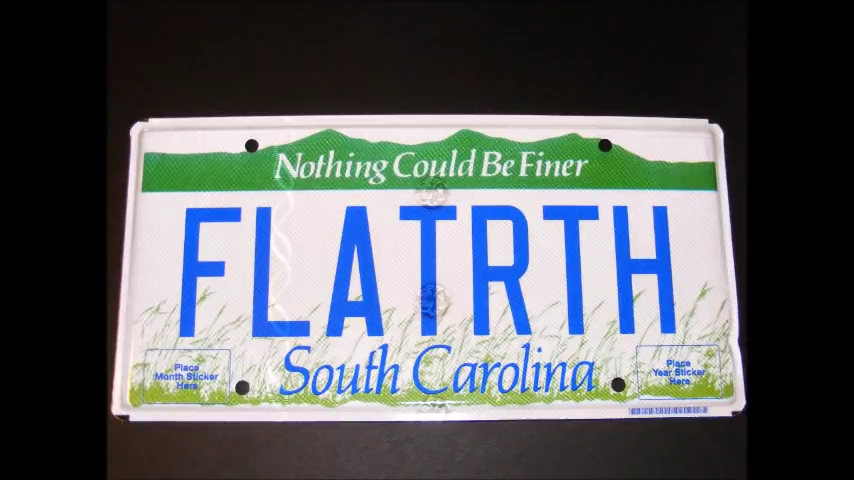 Nothing Could Be Finer
FLATRTH
South Carolina
Place
Month Sticker
Here
Place
Year Sticker
Here